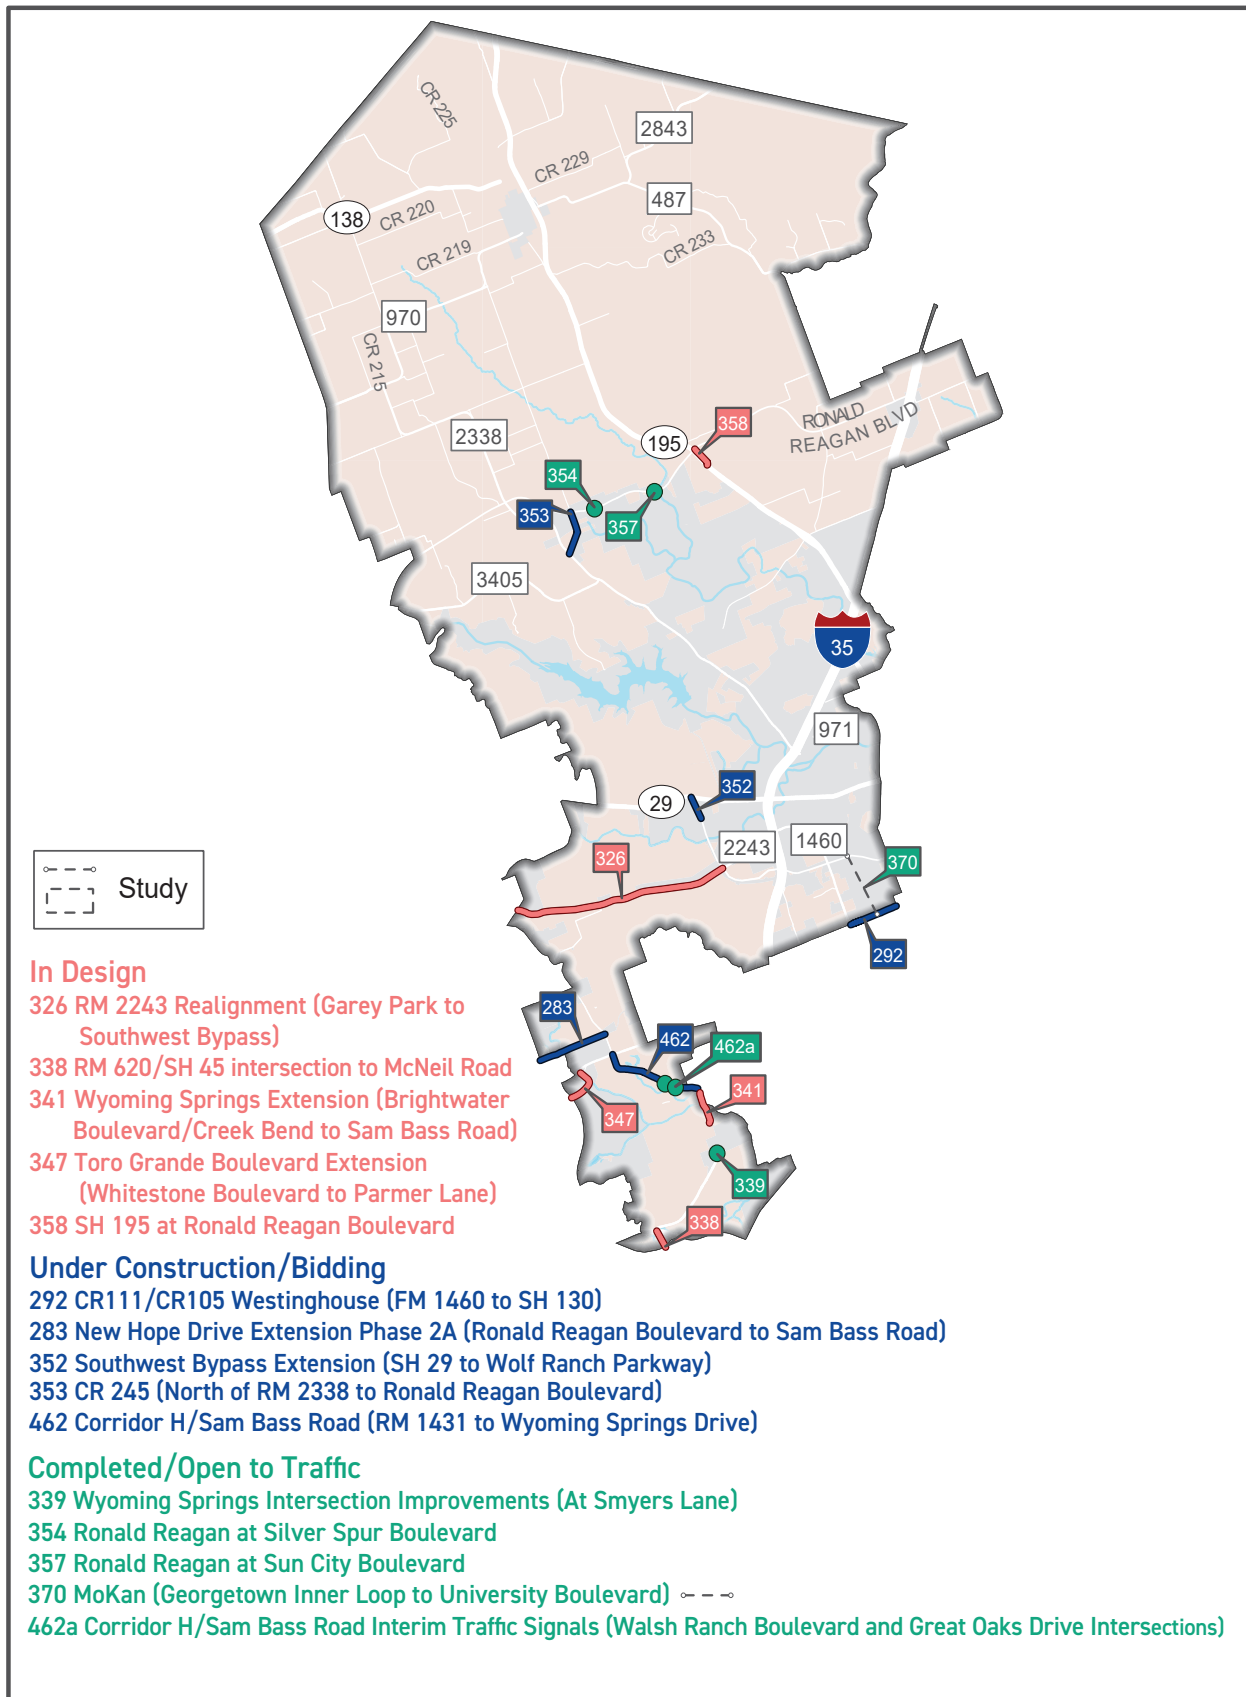 CR 225
2843
CR 229
487
138
CR 220
CR 233
CR 219
970
CR 215
RONALD
REAGAN BLVD
358
2338
195
354
353
357
3405
35
971
352
29
2243
1460
326
370
Study
292
In Design
326 RM 2243 Realignment (Garey Park to
Southwest Bypass)
338 RM 620/SH 45 intersection to McNeil Road
341 Wyoming Springs Extension (Brightwater
Boulevard/Creek Bend to Sam Bass Road)
347 Toro Grande Boulevard Extension
(Whitestone Boulevard to Parmer Lane)
358 SH 195 at Ronald Reagan Boulevard
283
462
462a
341
347
339
338
Under Construction/Bidding
292 CR111/CR105 Westinghouse (FM 1460 to SH 130)
283 New Hope Drive Extension Phase 2A (Ronald Reagan Boulevard to Sam Bass Road)
352 Southwest Bypass Extension (SH 29 to Wolf Ranch Parkway)
353 CR 245 (North of RM 2338 to Ronald Reagan Boulevard)
462 Corridor H/Sam Bass Road (RM 1431 to Wyoming Springs Drive)
Completed/Open to Traffic
339 Wyoming Springs Intersection Improvements (At Smyers Lane)
354 Ronald Reagan at Silver Spur Boulevard
357 Ronald Reagan at Sun City Boulevard
370 MoKan (Georgetown Inner Loop to University Boulevard)
462a Corridor H/Sam Bass Road Interim Traffic Signals (Walsh Ranch Boulevard and Great Oaks Drive Intersections)